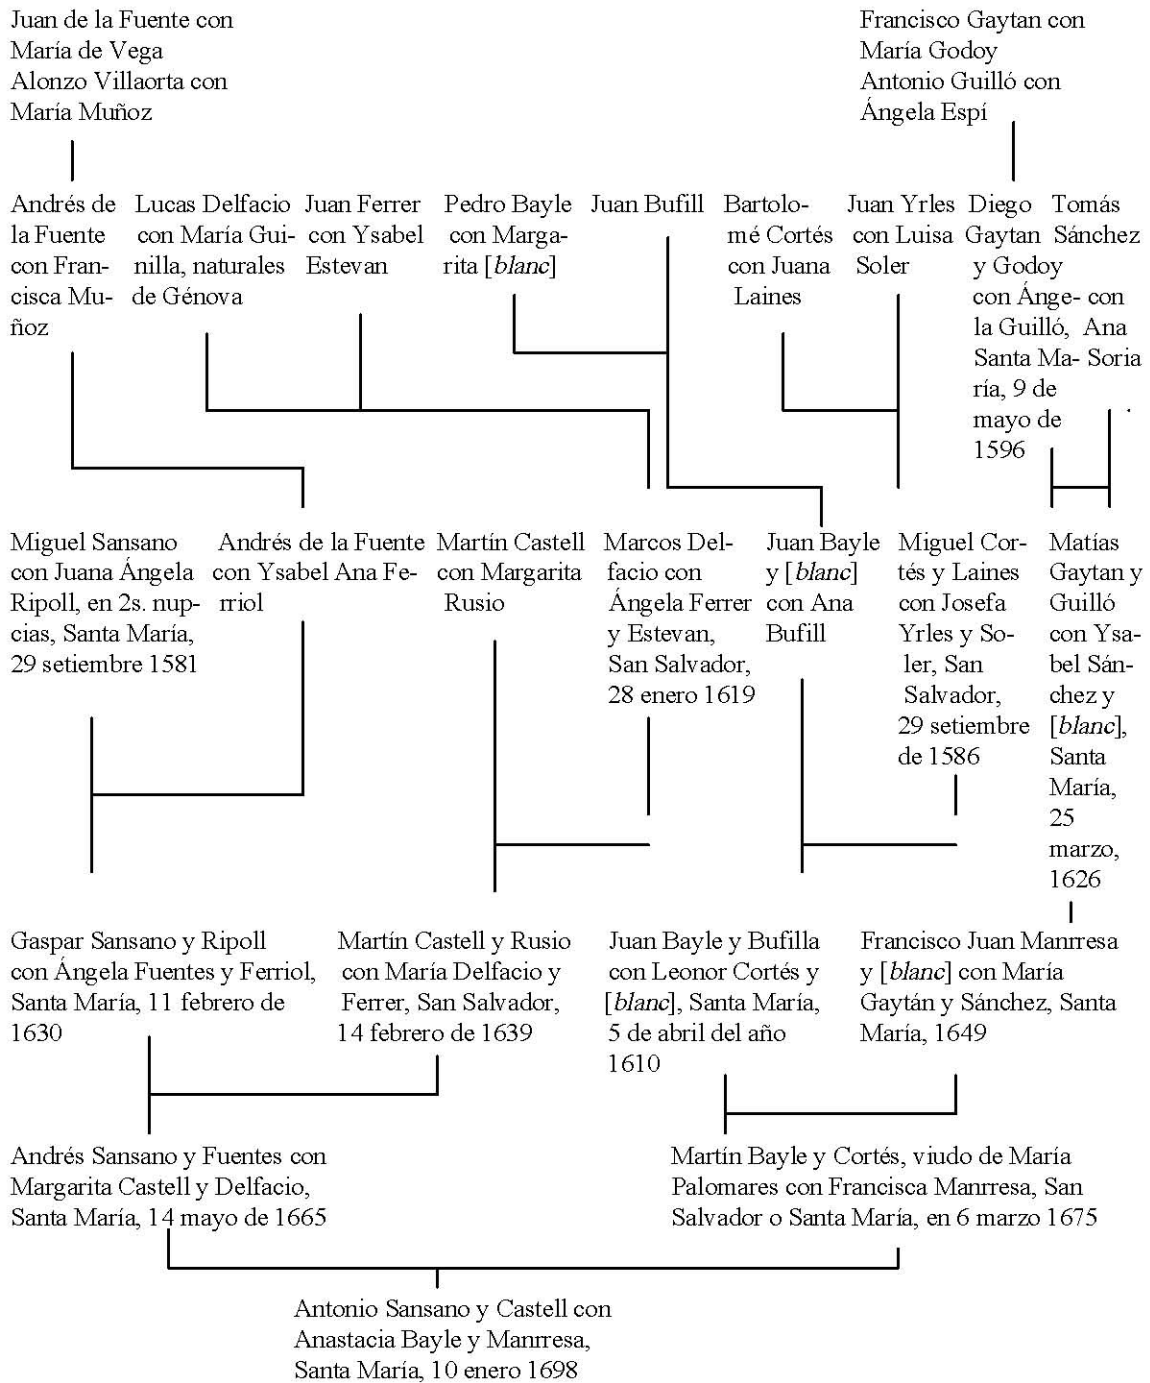 Juan de la Fuente con
María de Vega
Alonzo Villaorta con
María Muñoz
Francisco Gaytan con
María Godoy
Antonio Guilló con
Ángela Espí
Andrés de
la Fuente
con Fran-
cisca Mu-
ñoz
Lucas Delfacio
con María Gui-
nilla, naturales
de Génova
Juan Ferrer
con Ysabel
Estevan
Pedro Bayle
con Marga-
rita [blanc]
Juan Bufill
Bartolo-
mé Cortés
con Juana
Laines
Juan Yrles
con Luisa
Soler
Diego
Gaytan
y Godoy
con Ánge-
la Guilló,
Santa Ma-
ría, 9 de
mayo de
1596
Tomás
Sánchez
con
Ana
Soria
Miguel Sansano
con Juana Ángela
Ripoll, en 2s. nup-
cias, Santa María,
29 setiembre 1581
Andrés de la Fuente
con Ysabel Ana Fe-
rriol
Martín Castell
con Margarita
Rusio
Marcos Del-
facio con
Ángela Ferrer
y Estevan,
San Salvador,
28 enero 1619
Juan Bayle
y [blanc]
con Ana
Bufill
Miguel Cor-
tés y Laines
con Josefa
Yrles y So-
ler, San
Salvador,
29 setiembre
de 1586
Matías
Gaytan y
Guilló
con Ysa-
bel Sán-
chez y
[blanc],
Santa
María,
25
marzo,
1626
Gaspar Sansano y Ripoll
con Ángela Fuentes y Ferriol,
Santa María, 11 febrero de
1630
Martín Castell y Rusio
con María Delfacio y
Ferrer, San Salvador,
14 febrero de 1639
Juan Bayle y Bufilla
con Leonor Cortés y
[blanc], Santa María,
5 de abril del año
1610
Francisco Juan Manrresa
y [blanc] con María
Gaytán y Sánchez, Santa
María, 1649
Andrés Sansano y Fuentes con
Margarita Castell y Delfacio,
Santa María, 14 mayo de 1665
Martín Bayle y Cortés, viudo de María
Palomares con Francisca Manrresa, San
Salvador o Santa María, en 6 marzo 1675
Antonio Sansano y Castell con
Anastacia Bayle y Manrresa,
Santa María, 10 enero 1698